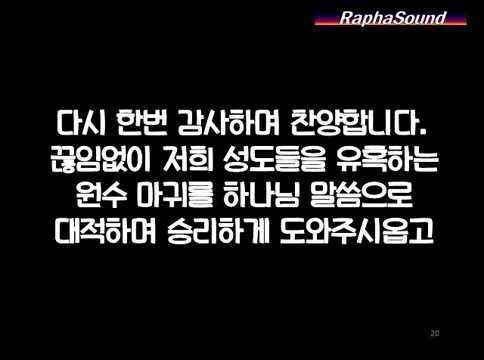 RaphaSound
다시 한번 감사하며 찬양합니다.
끊임없이 저희 성도들을 유혹하는
원수 마귀를 하나님 말씀으로
대적하며 승리하게 도와주시옵고
20